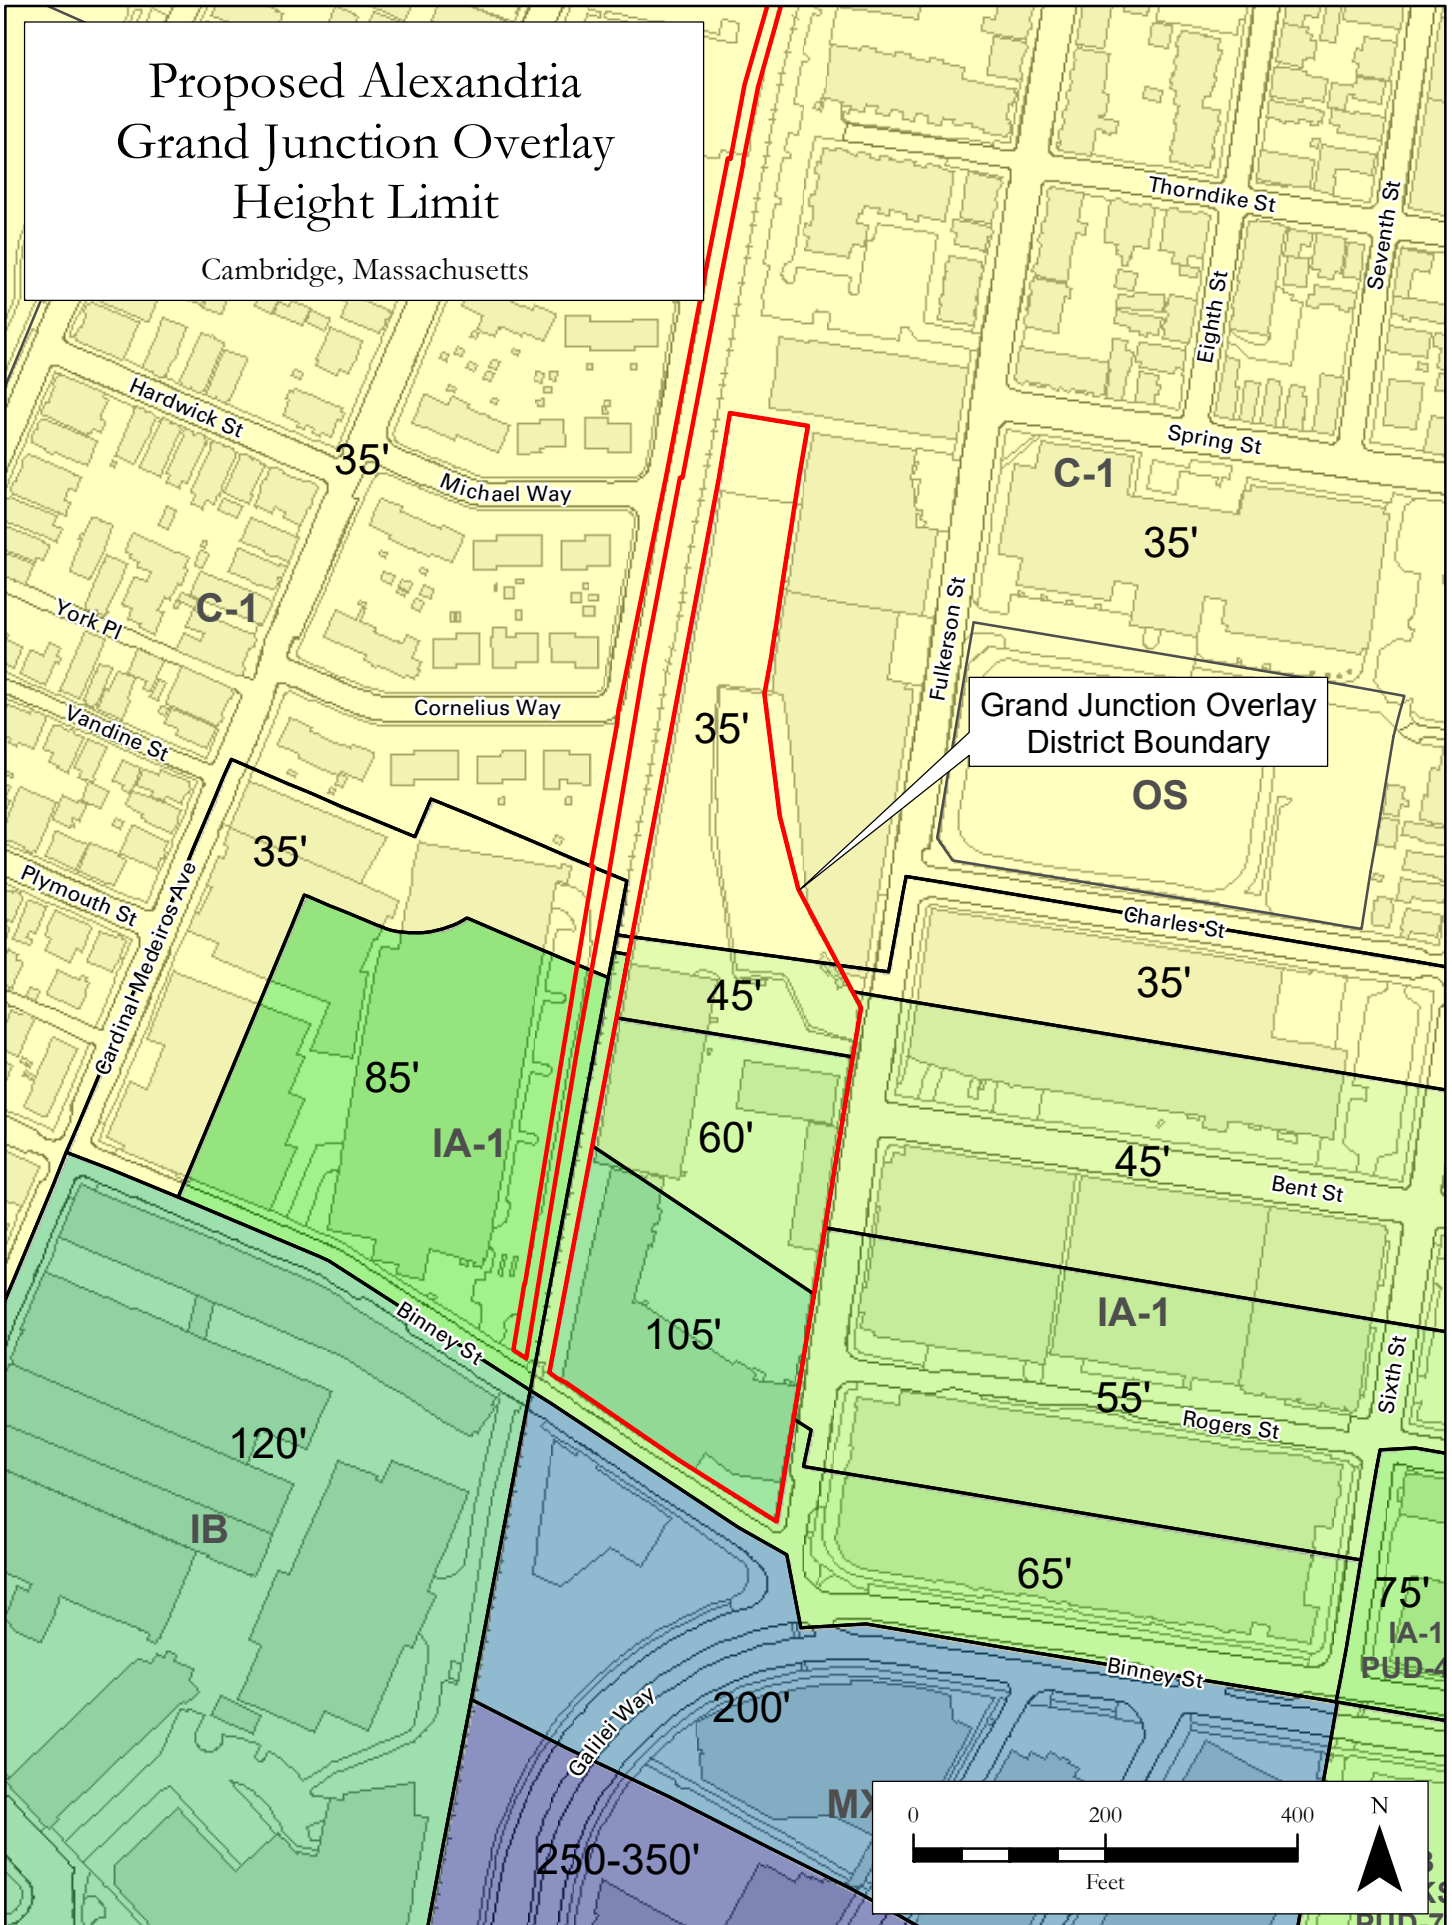 Proposed Alexandria
Grand Junction Overlay
Height Limit
Cambridge, Massachusetts
Thorndike St
Seventh St
Eighth St
Hardwick St
35'
Spring St
C-1
Michael Way
35'
Fulkerson St
C-1
York Pl
Grand Junction Overlay
District Boundary
Cornelius Way
Vandine St
35'
OS
35'
Plymouth St
Cardinal Medeiros Ave
Charles St
35'
45'
85'
IA-1
60'
45'
Bent St
IA-1
Binney St
105'
Sixth St
55'
Rogers St
120'
IB
65'
75'
IA-1
PUD-4
Binney St
Galilei Way
200'
250-350'
0 200 400
Feet
N